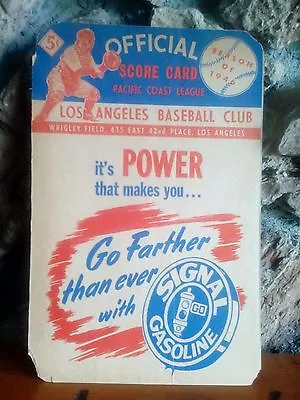 5¢
OFFICIAL
SCORE CARD
PACIFIC COAST LEAGUE
SEASON
OF
LOS ANGELES BASEBALL CLUB
WRIGLEY FIELD, 435 EAST 42nd PLACE, LOS ANGELES
it's POWER
that makes you...
Go Farther
than ever
with
SIGNAL
GO
GASOLINE